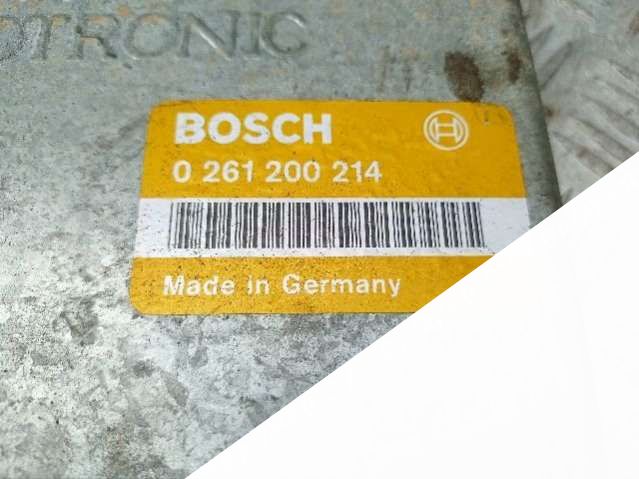 OTRONIC
BOSCH
0 261 200 214
Made in Germany